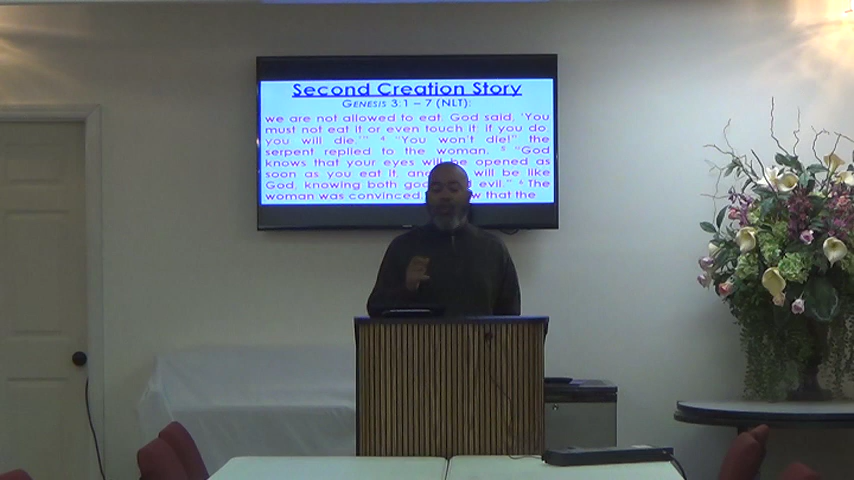 Second Creation Story
GENESIS 3:1 – 7 (NLT):
we are not allowed to eat. God said, 'You
must not eat it or even touch it; if you do,
you will die.'" 4 "You won't die!" the
serpent replied to the woman. 5 "God
knows that your eyes will be opened as
soon as you eat it, and will be like
God, knowing both evil." 6 The
woman was convinced. that the